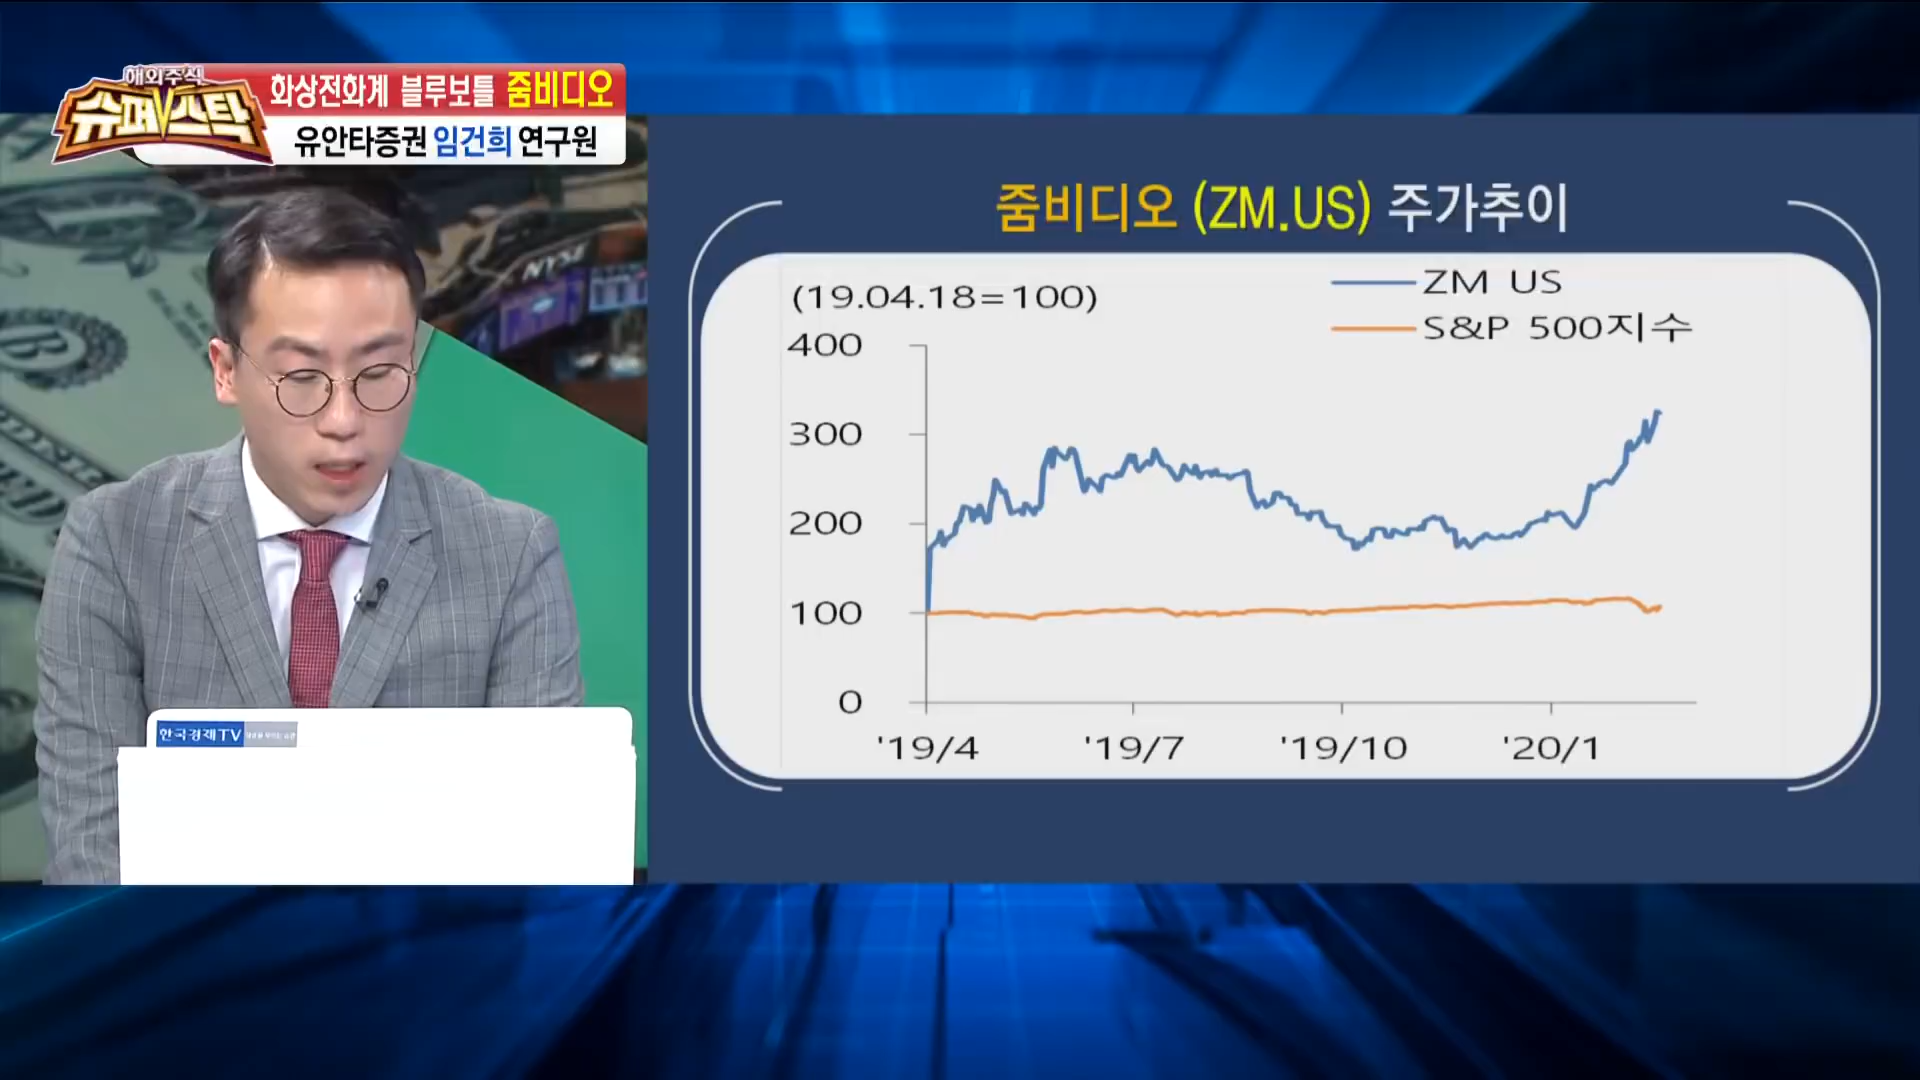 해외주식
슈퍼스탁
화상전화계 블루보틀 줌비디오
유안타증권 임건희 연구원
NYSE
줌비디오 (ZM.US) 주가추이
(19.04.18=100)
ZM US
S&P 500지수
400
300
200
100
0
'19/4 '19/7 '19/10 '20/1
한국경제TV